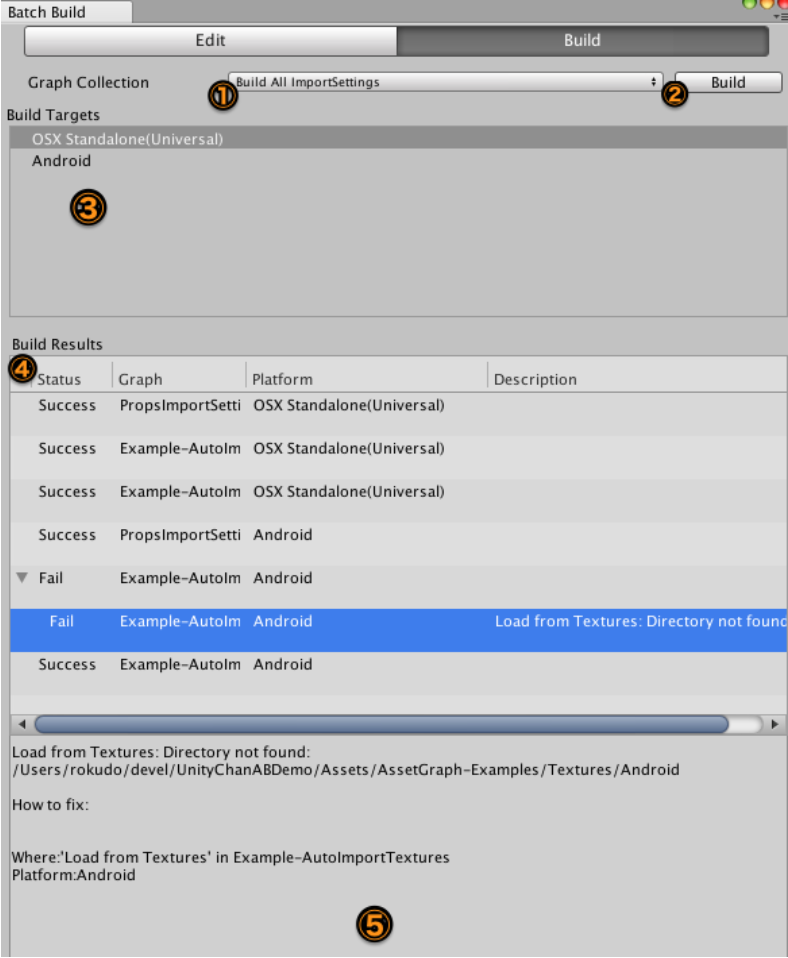 Batch Build
Edit Build
Graph Collection ① Build All ImportSettings ② Build
Build Targets
OSX Standalone(Universal)
Android
③
Build Results
④ Status Graph Platform Description
Success PropsImportSetti OSX Standalone(Universal)
Success Example-AutoIm OSX Standalone(Universal)
Success Example-AutoIm OSX Standalone(Universal)
Success PropsImportSetti Android
Fail Example-AutoIm Android
Fail Example-AutoIm Android Load from Textures: Directory not found
Success Example-AutoIm Android
Load from Textures: Directory not found:
/Users/rokudo/devel/UnityChanABDemo/Assets/AssetGraph-Examples/Textures/Android
How to fix:
Where:'Load from Textures' in Example-AutoImportTextures
Platform:Android
⑤